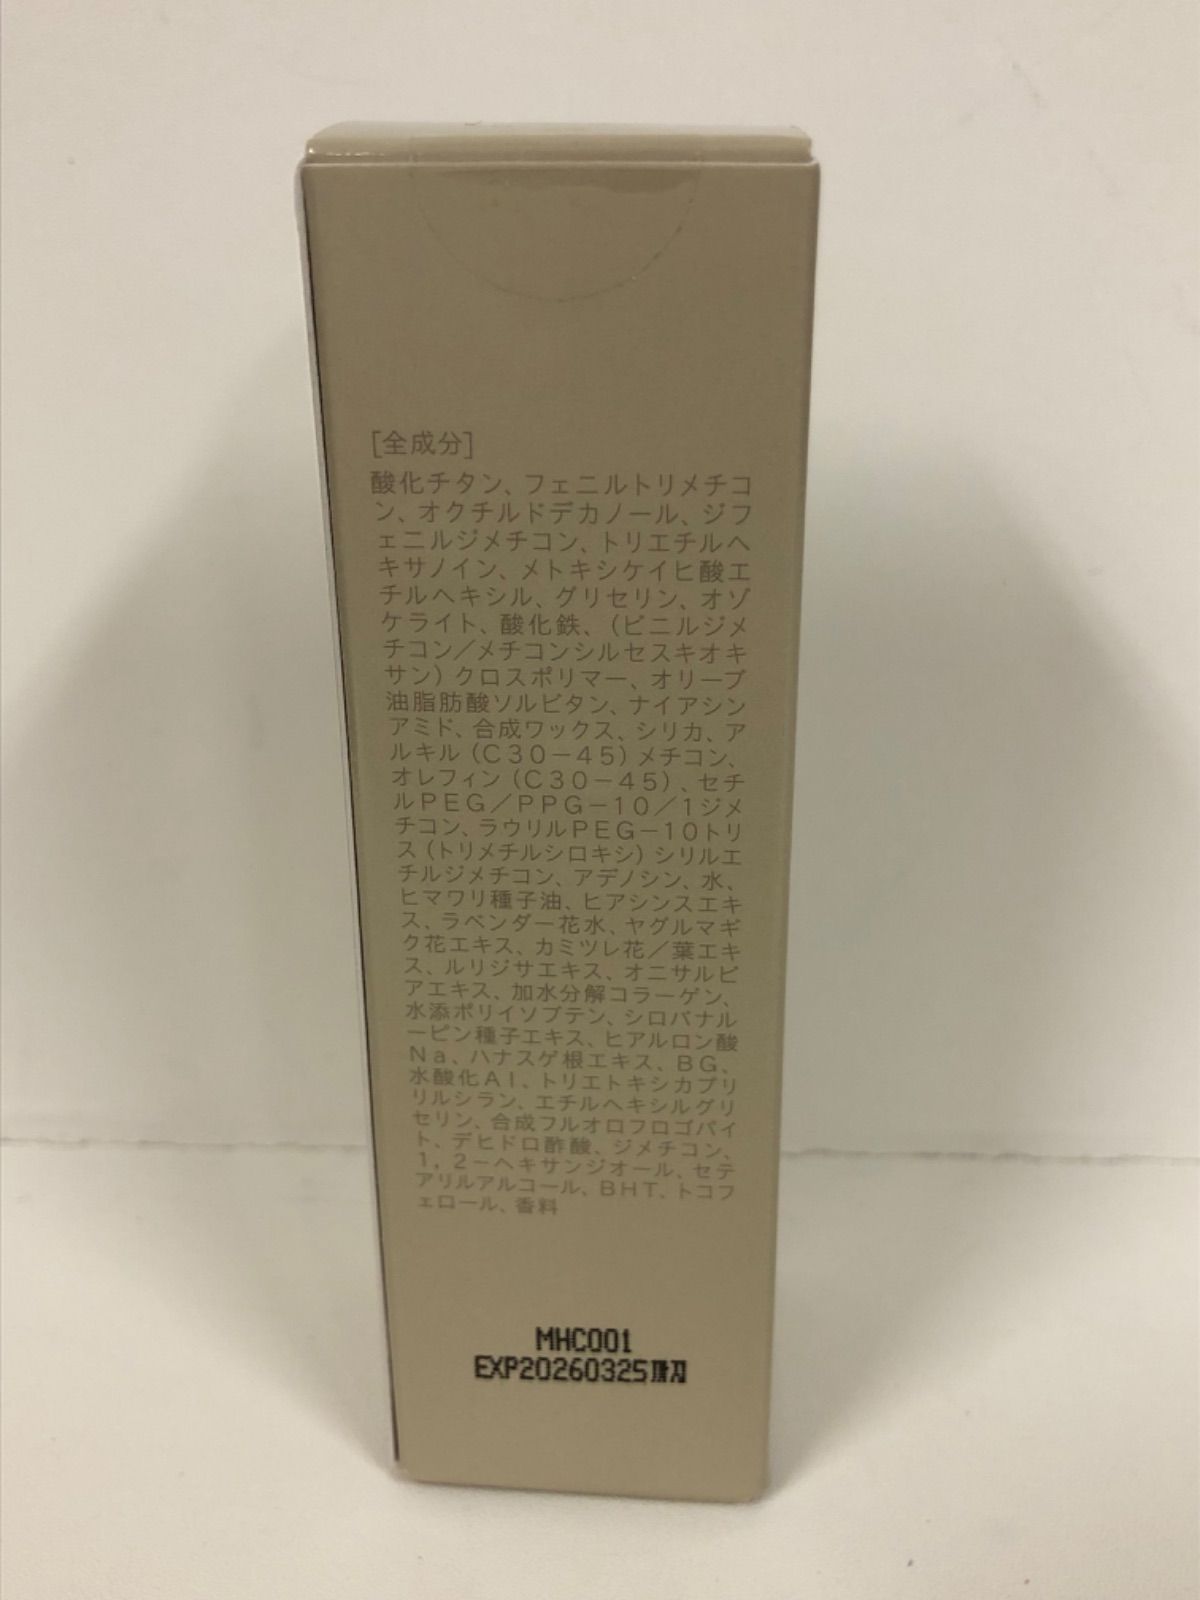 [全成分]
酸化チタン、フェニルトリメチコ
ン、オクチルドデカノール、ジフ
ェニルジメチコン、トリエチルヘ
キサノイン、メトキシケイヒ酸エ
チルヘキシル、グリセリン、オゾ
ケライト、酸化鉄、（ビニルジメ
チコン／メチコンシルセスキオキ
サン）クロスポリマー、オリーブ
油脂肪酸ソルビタン、ナイアシン
アミド、合成ワックス、シリカ、ア
ルキル（C30－45）メチコン、
オレフィン（C30－45）、セチ
ルPEG／PPG－10／1ジメ
チコン、ラウリルPEG－10トリ
ス（トリメチルシロキシ）シリルエ
チルジメチコン、アデノシン、水、
ヒマワリ種子油、ヒアシンスエキ
ス、ラベンダー花水、ヤグルマギ
ク花エキス、カミツレ花／葉エキ
ス、ルリジサエキス、オニサルビ
アエキス、加水分解コラーゲン、
水添ポリイソブテン、シロバナル
ーピン種子エキス、ヒアルロン酸
Na、ハナスゲ根エキス、BG、
水酸化Al、トリエトキシカプリ
リルシラン、エチルヘキシルグリ
セリン、合成フルオロフロゴパイ
ト、デヒドロ酢酸、ジメチコン、
1，2－ヘキサンジオール、セテ
アリルアルコール、BHT、トコフ
ェロール、香料
MHC001
EXP20260325까지